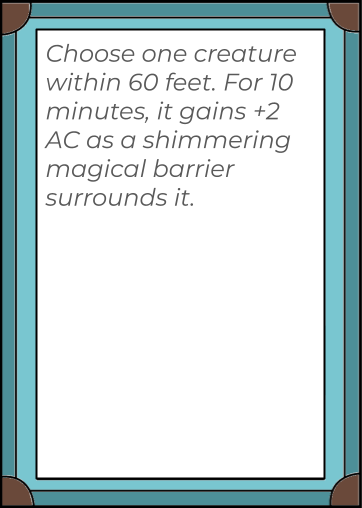 Choose one creature
within 60 feet. For 10
minutes, it gains +2
AC as a shimmering
magical barrier
surrounds it.